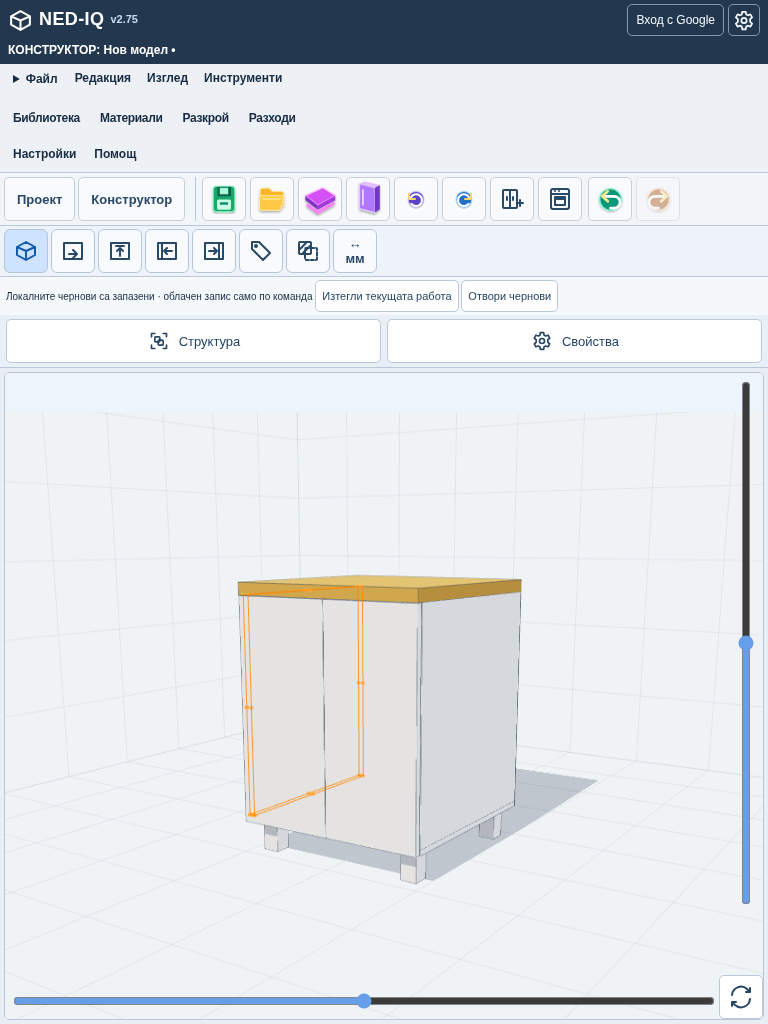 NED-IQ v2.75
Вход с Google
КОНСТРУКТОР: Нов модел •
Файл Редакция Изглед Инструменти
Библиотека Материали Разкрой Разходи
Настройки Помощ
Проект Конструктор
↔
мм
Локалните чернови са запазени · облачен запис само по команда Изтегли текущата работа Отвори чернови
Структура Свойства